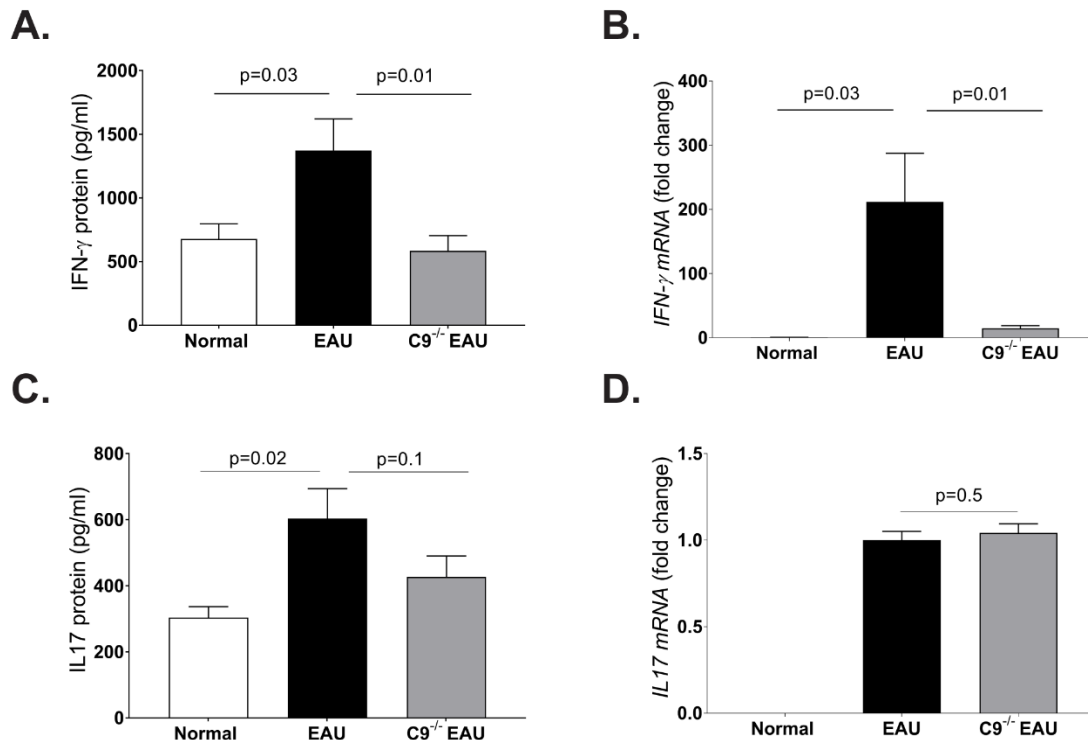 A.
IFN-γ protein (pg/ml)
2000
1500
1000
500
0
p=0.03
p=0.01
Normal
EAU
C9-/- EAU
B.
IFN-γ mRNA (fold change)
400
300
200
100
0
p=0.03
p=0.01
Normal
EAU
C9-/- EAU
C.
IL17 protein (pg/ml)
800
600
400
200
0
p=0.02
p=0.1
Normal
EAU
C9-/- EAU
D.
IL17 mRNA (fold change)
1.5
1.0
0.5
0.0
p=0.5
Normal
EAU
C9-/- EAU